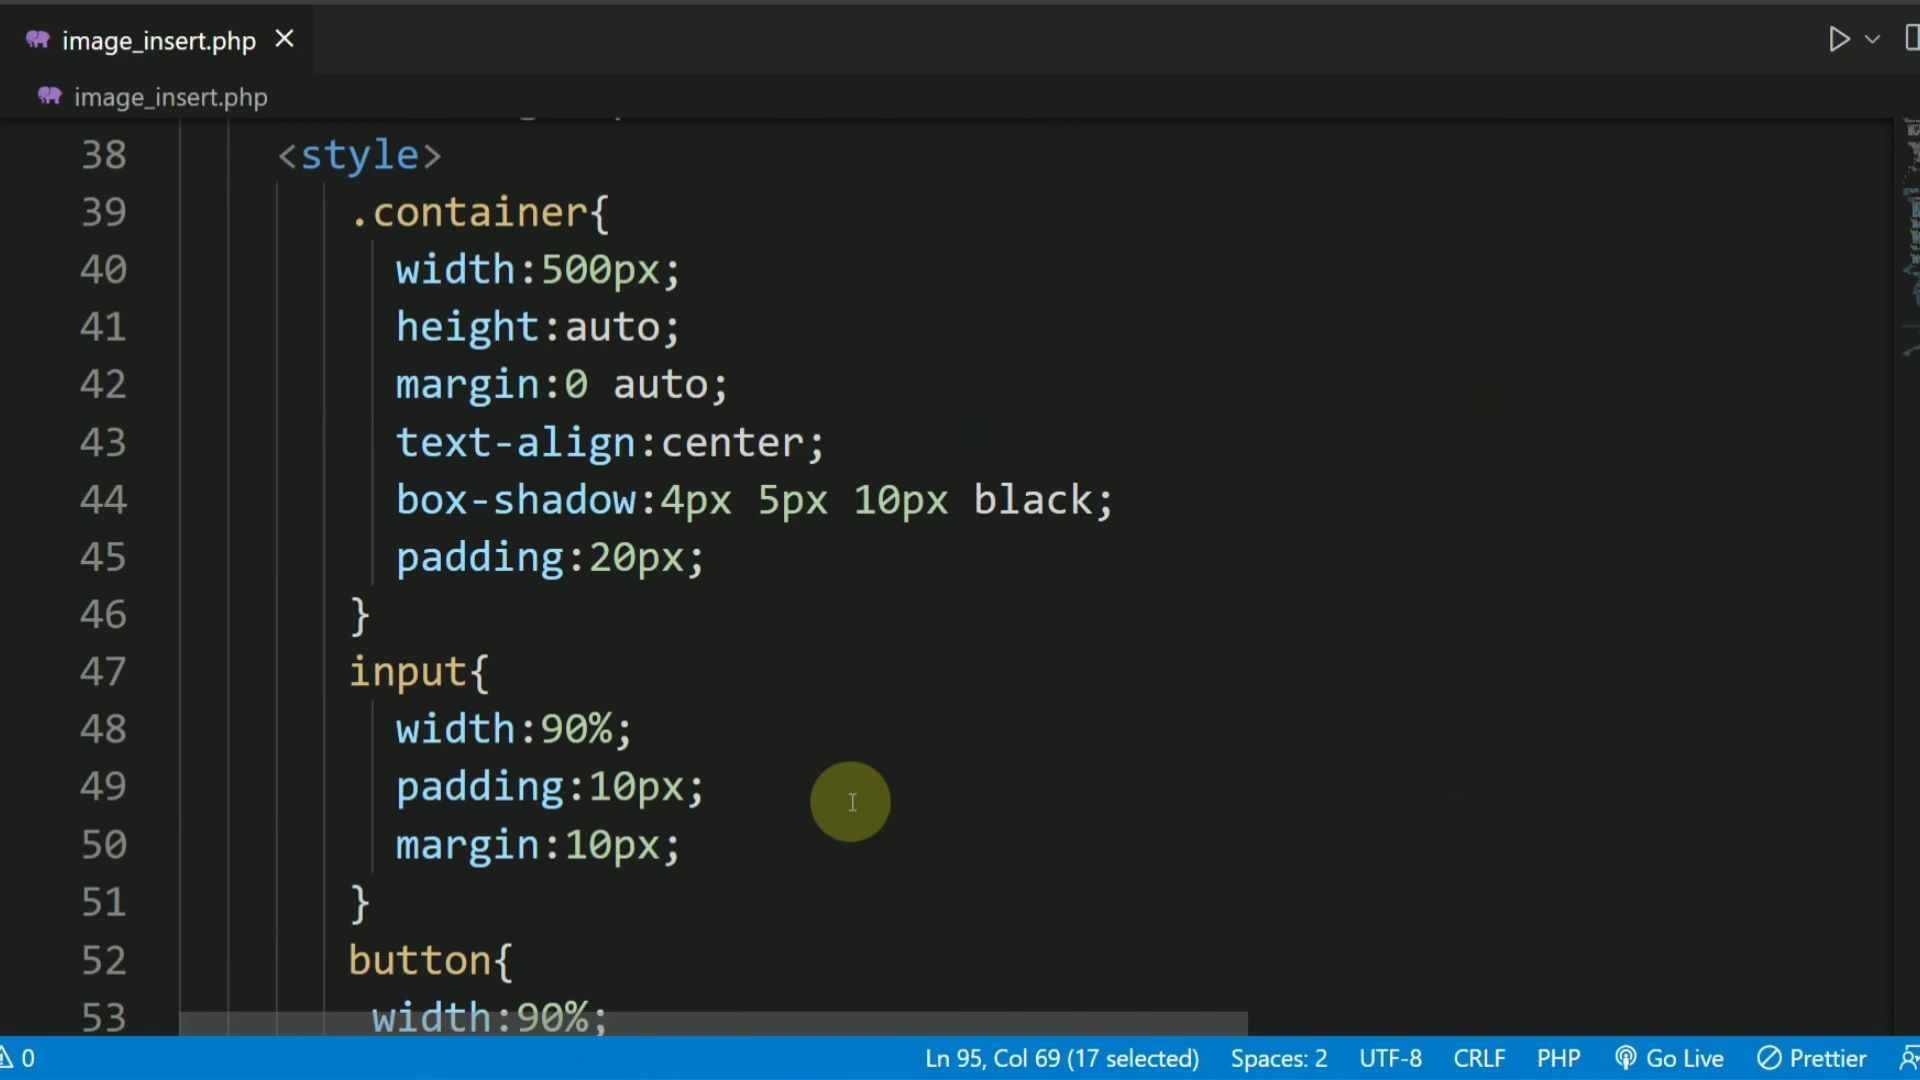 image_insert.php
image_insert.php
38 <style>
39 .container{
40 width:500px;
41 height:auto;
42 margin:0 auto;
43 text-align:center;
44 box-shadow:4px 5px 10px black;
45 padding:20px;
46 }
47 input{
48 width:90%;
49 padding:10px;
50 margin:10px;
51 }
52 button{
53 width:90%;
0 Ln 95, Col 69 (17 selected) Spaces: 2 UTF-8 CRLF PHP Go Live Prettier